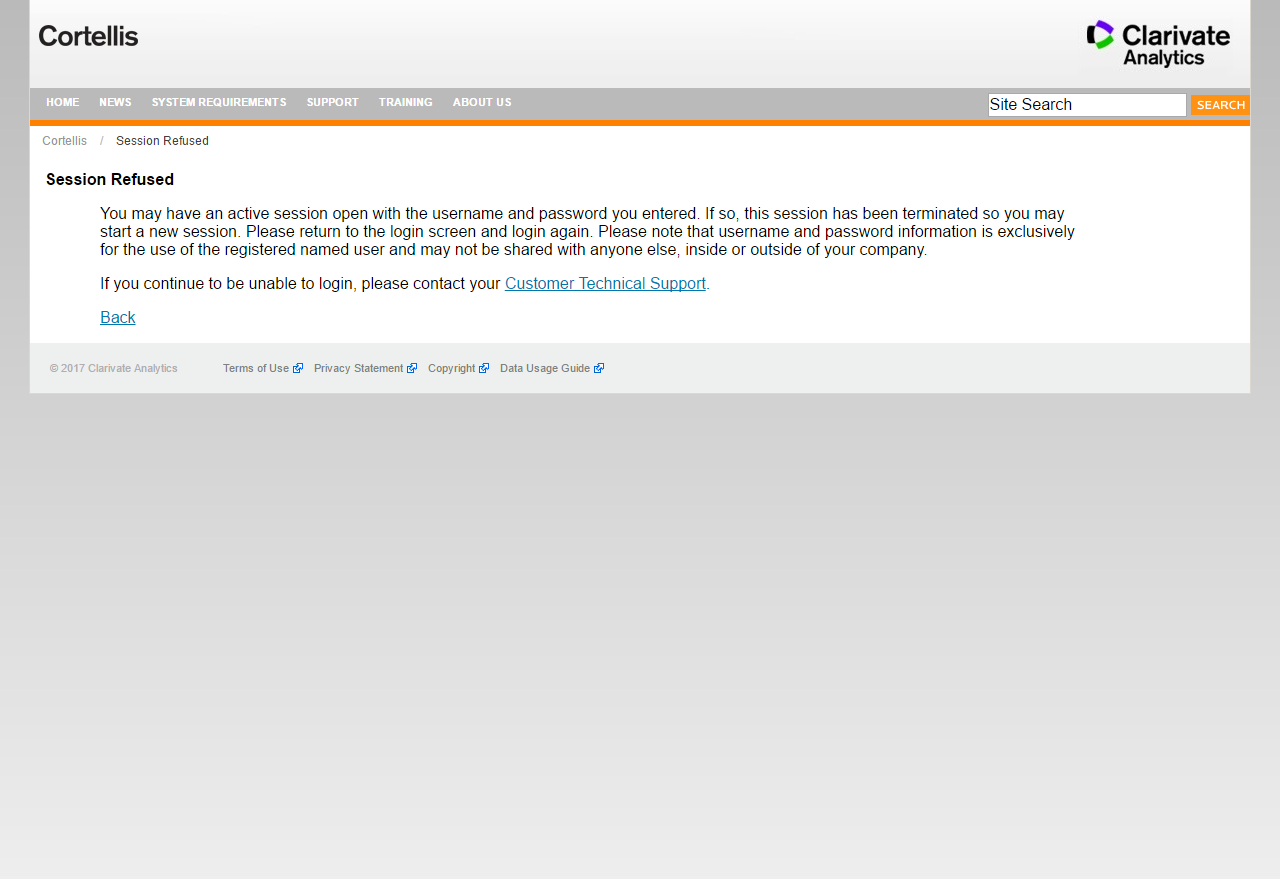 Cortellis
Clarivate
Analytics
HOME NEWS SYSTEM REQUIREMENTS SUPPORT TRAINING ABOUT US Site Search SEARCH
Cortellis / Session Refused
Session Refused
You may have an active session open with the username and password you entered. If so, this session has been terminated so you may
start a new session. Please return to the login screen and login again. Please note that username and password information is exclusively
for the use of the registered named user and may not be shared with anyone else, inside or outside of your company.
If you continue to be unable to login, please contact your Customer Technical Support.
Back
© 2017 Clarivate Analytics Terms of Use Privacy Statement Copyright Data Usage Guide